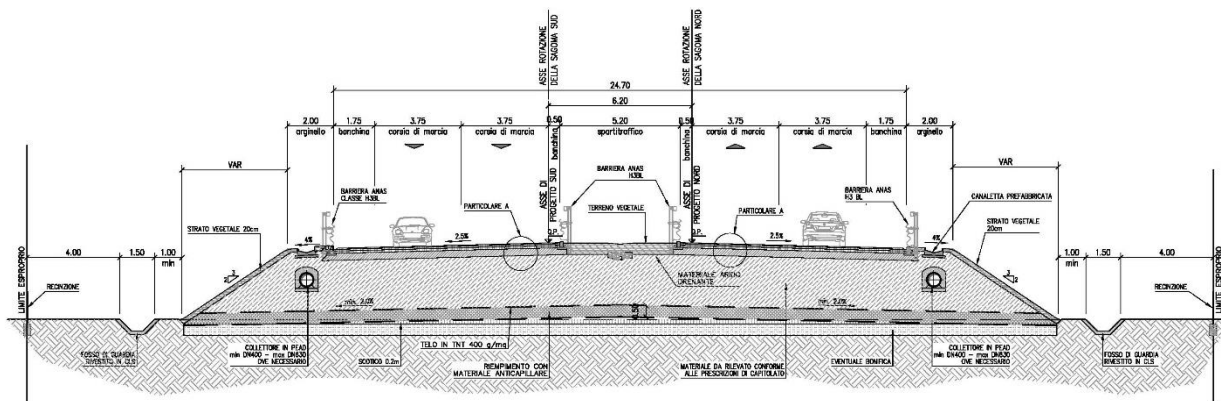 ASSE ROTAZIONE
DELLA SAGOMA SUD
ASSE ROTAZIONE
DELLA SAGOMA NORD
24.70
6.20
2.00
1.75
3.75
3.75
0.50
5.20
0.50
3.75
3.75
1.75
2.00
arginello
banchina
corsia di marcia
corsia di marcia
banchina
spartitraffico
banchina
corsia di marcia
corsia di marcia
banchina
arginello
VAR
VAR
ASSE DI
PROGETTO SUD
ASSE DI
PROGETTO NORD
BARRIERA ANAS
CLASSE H3BL
BARRIERA ANAS
H3BL
BARRIERA ANAS
H3 BL
CANALETTA PREFABBRICATA
PARTICOLARE A
TERRENO VEGETALE
PARTICOLARE A
STRATO VEGETALE 20cm
STRATO VEGETALE
20cm
Q.P.
Q.P.
4%
2.5%
2.5%
4%
LIMITE ESPROPRIO
4.00
1.50
1.00
min
3
2
3
2
1.00
min
1.50
4.00
LIMITE ESPROPRIO
RECINZIONE
RECINZIONE
MATERIALE ARIDO
DRENANTE
min. 2.0%
min. 2.0%
0.50
FOSSO DI GUARDIA
RIVESTITO IN CLS
COLLETTORE IN PEAD
min DN400 - max DN630
OVE NECESSARIO
SCOTICO 0.2m
TELO IN TNT 400 g/mq
RIEMPIMENTO CON
MATERIALE ANTICAPILLARE
MATERIALE DA RILEVATO CONFORME
ALLE PRESCRIZIONI DI CAPITOLATO
EVENTUALE BONIFICA
COLLETTORE IN PEAD
min DN400 - max DN630
OVE NECESSARIO
FOSSO DI GUARDIA
RIVESTITO IN CLS